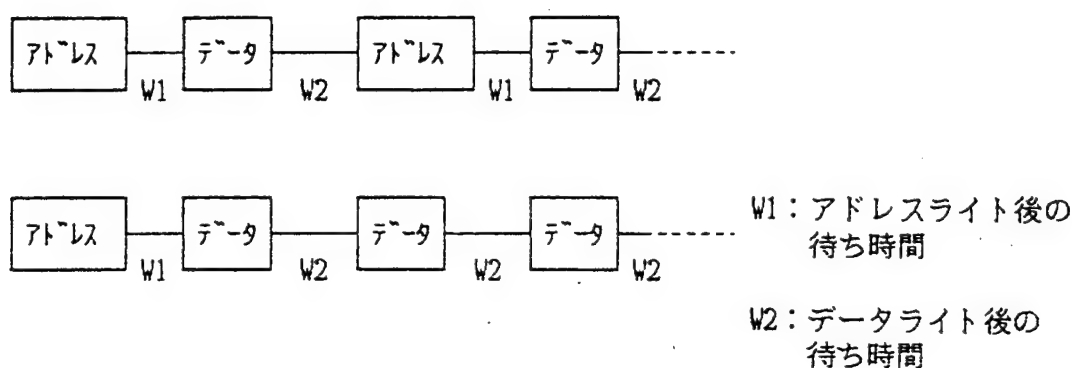 アドレス データ アドレス データ
W1 W2 W1 W2
アドレス データ データ データ
W1 W2 W2 W2
W1：アドレスライト後の
待ち時間
W2：データライト後の
待ち時間